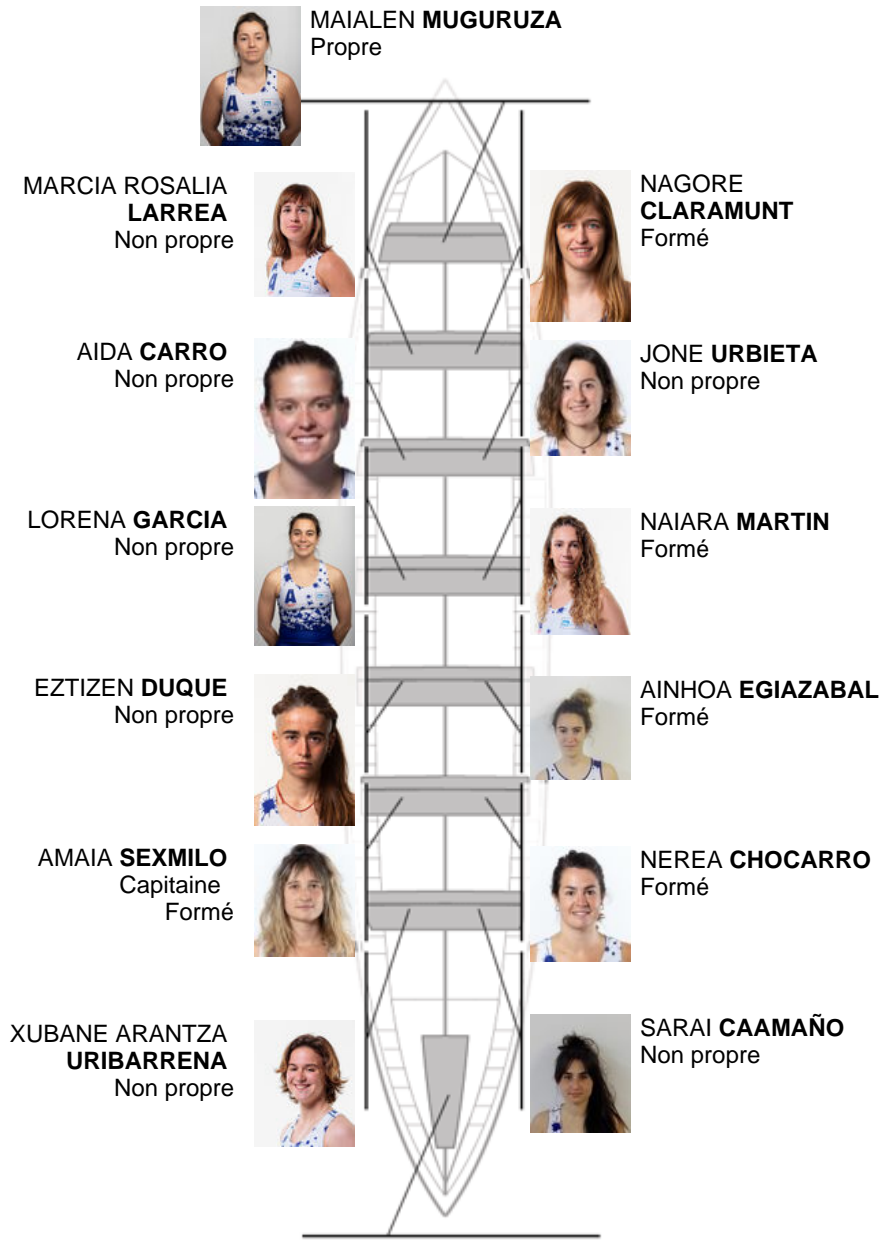 MAIALEN MUGURUZA
Propre
MARCIA ROSALIA
LARREA
Non propre
NAGORE
CLARAMUNT
Formé
AIDA CARRO
Non propre
JONE URBIETA
Non propre
LORENA GARCIA
Non propre
NAIARA MARTIN
Formé
EZTIZEN DUQUE
Non propre
AINHOA EGIAZABAL
Formé
AMAIA SEXMILO
Capitaine
Formé
NEREA CHOCARRO
Formé
XUBANE ARANTZA
URIBARRENA
Non propre
SARAI CAAMAÑO
Non propre